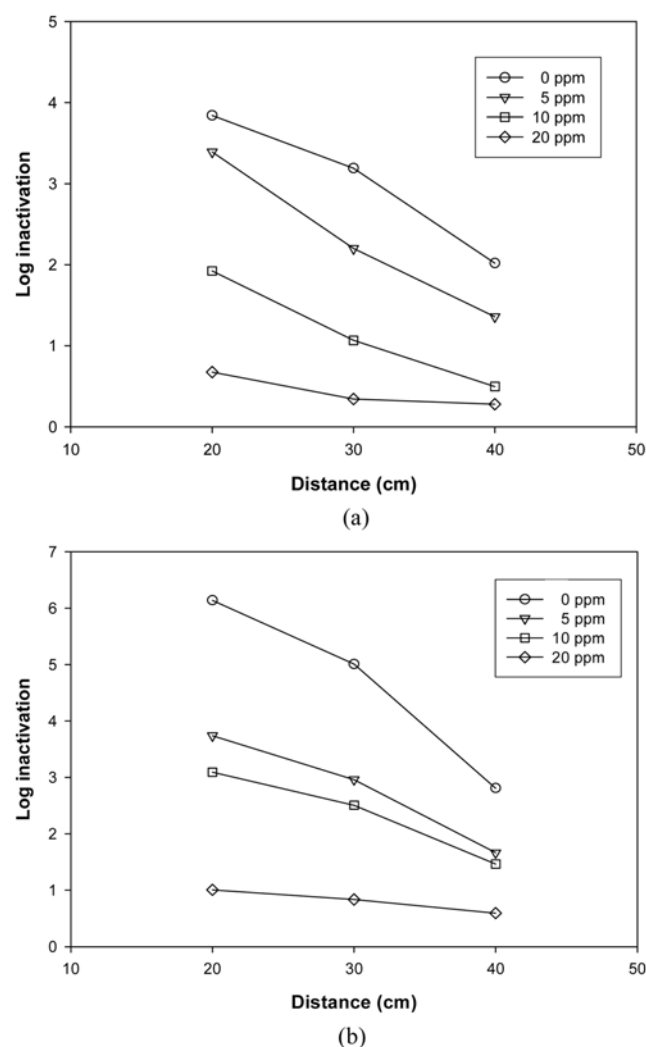 5
4
3
2
1
0
Log inactivation
0 ppm
5 ppm
10 ppm
20 ppm
10 20 30 40 50
Distance (cm)
(a)
7
6
5
4
3
2
1
0
Log inactivation
0 ppm
5 ppm
10 ppm
20 ppm
10 20 30 40 50
Distance (cm)
(b)